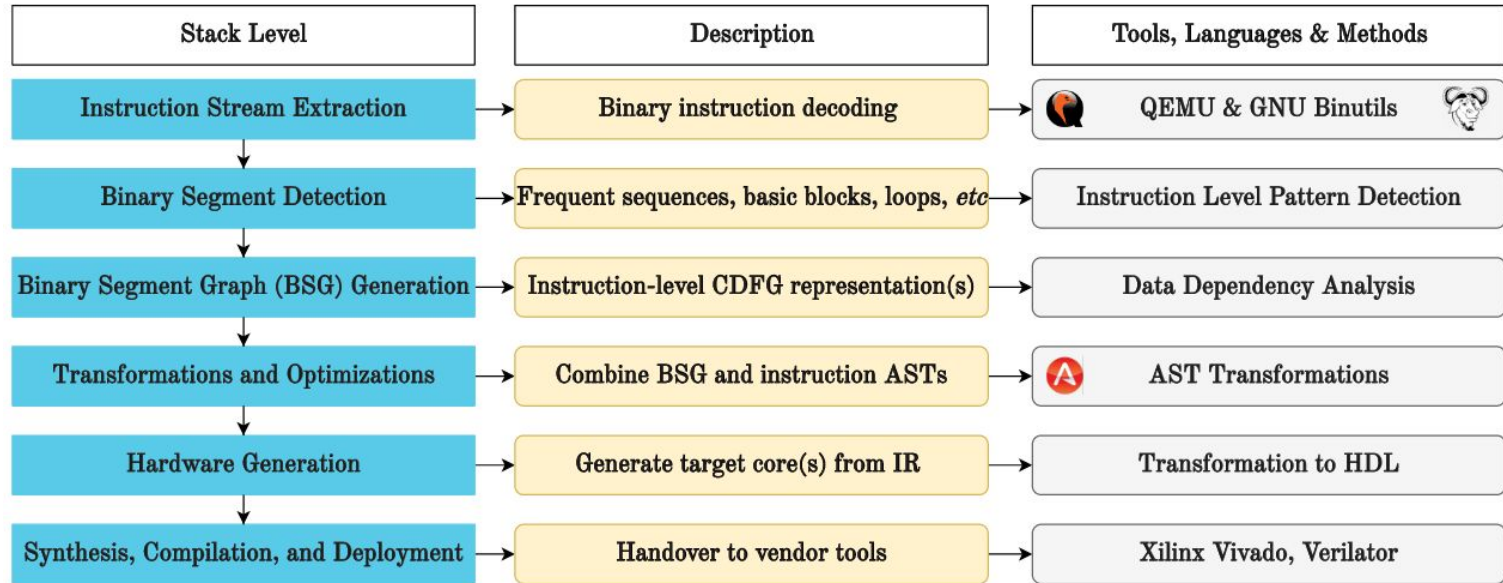 Stack Level
Description
Tools, Languages & Methods
Instruction Stream Extraction
Binary instruction decoding
QEMU & GNU Binutils
Binary Segment Detection
Frequent sequences, basic blocks, loops, etc
Instruction Level Pattern Detection
Binary Segment Graph (BSG) Generation
Instruction-level CDFG representation(s)
Data Dependency Analysis
Transformations and Optimizations
Combine BSG and instruction ASTs
AST Transformations
Hardware Generation
Generate target core(s) from IR
Transformation to HDL
Synthesis, Compilation, and Deployment
Handover to vendor tools
Xilinx Vivado, Verilator